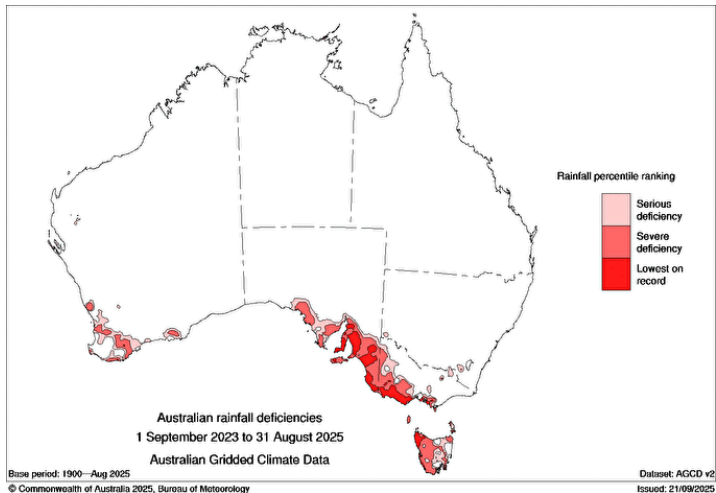 Rainfall percentile ranking
Serious
deficiency
Severe
deficiency
Lowest on
record
Australian rainfall deficiencies
1 September 2023 to 31 August 2025
Australian Gridded Climate Data
Base period: 1900—Aug 2025
Dataset: AGCD v2
© Commonwealth of Australia 2025, Bureau of Meteorology
Issued: 21/09/2025